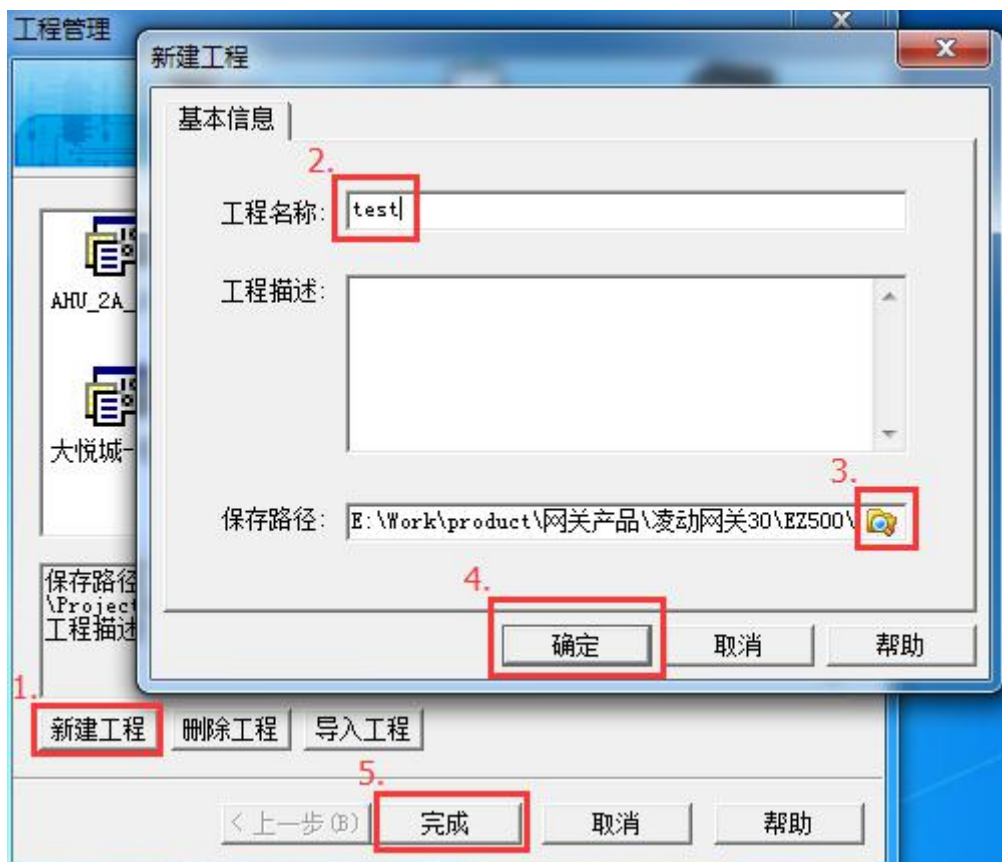 工程管理
新建工程
基本信息
2.
工程名称: test
工程描述:
AHU_2A_
大悦城-
3.
保存路径: E:\Work\product\网关产品\凌动网关30\EZ500\
4.
保存路径
\Project
工程描述
确定 取消 帮助
1.
新建工程 删除工程 导入工程
5.
<上一步(B) 完成 取消 帮助